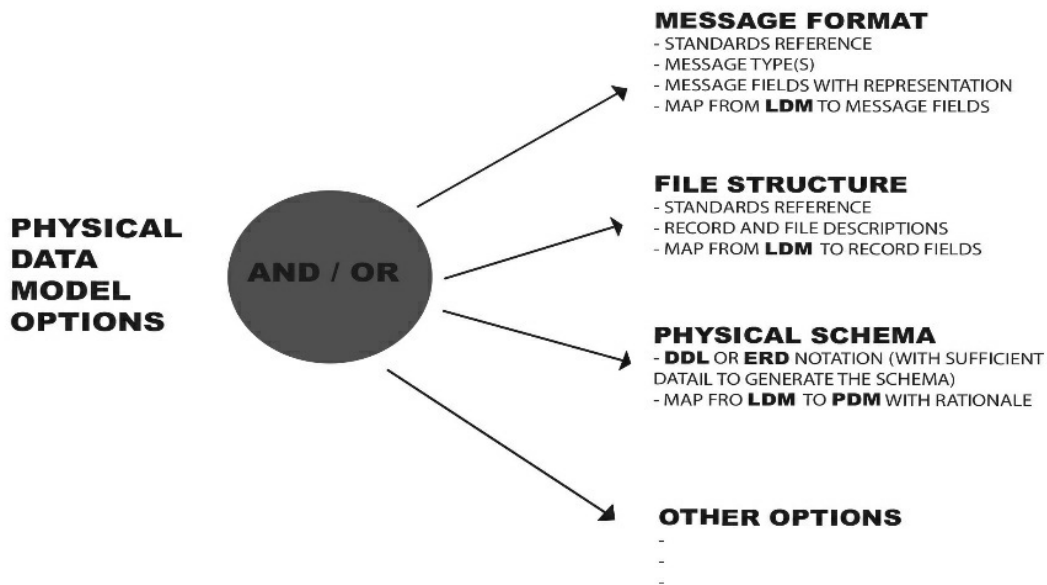 PHYSICAL
DATA
MODEL
OPTIONS
AND / OR
MESSAGE FORMAT
- STANDARDS REFERENCE
- MESSAGE TYPE(S)
- MESSAGE FIELDS WITH REPRESENTATION
- MAP FROM LDM TO MESSAGE FIELDS
FILE STRUCTURE
- STANDARDS REFERENCE
- RECORD AND FILE DESCRIPTIONS
- MAP FROM LDM TO RECORD FIELDS
PHYSICAL SCHEMA
- DDL OR ERD NOTATION (WITH SUFFICIENT
DATAIL TO GENERATE THE SCHEMA)
- MAP FRO LDM TO PDM WITH RATIONALE
OTHER OPTIONS
-
-
-